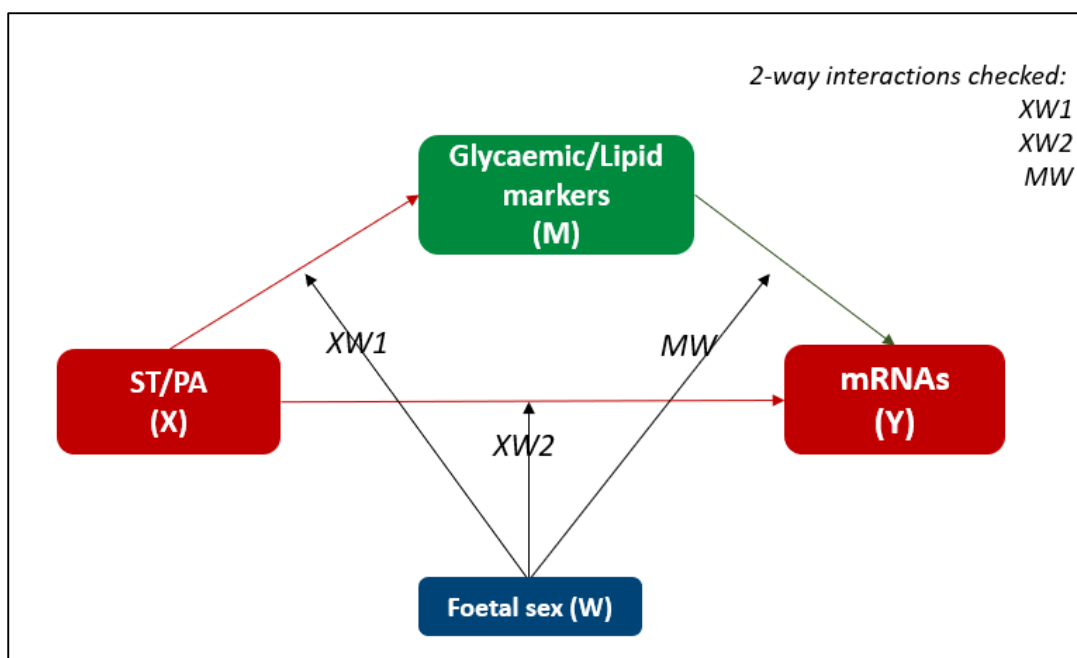 2-way interactions checked:
XW1
XW2
MW
Glycaemic/Lipid
markers
(M)
XW1
MW
ST/PA
(X)
mRNAs
(Y)
XW2
Foetal sex (W)